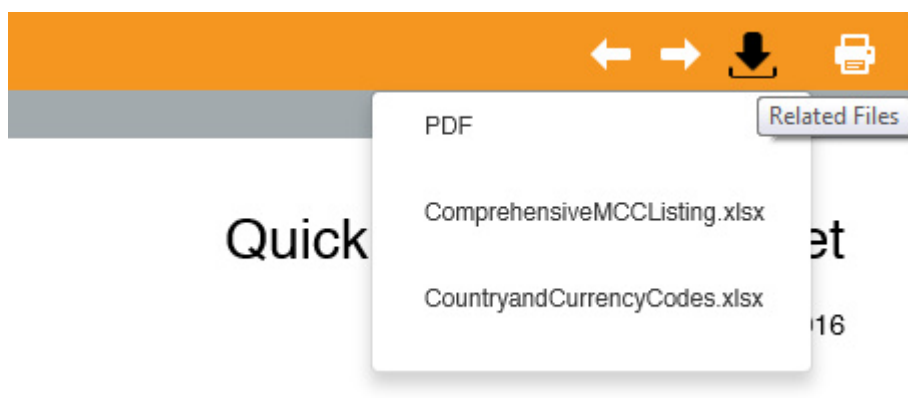 PDF
Related Files
ComprehensiveMCCListing.xlsx
Quick
et
CountryandCurrencyCodes.xlsx
16